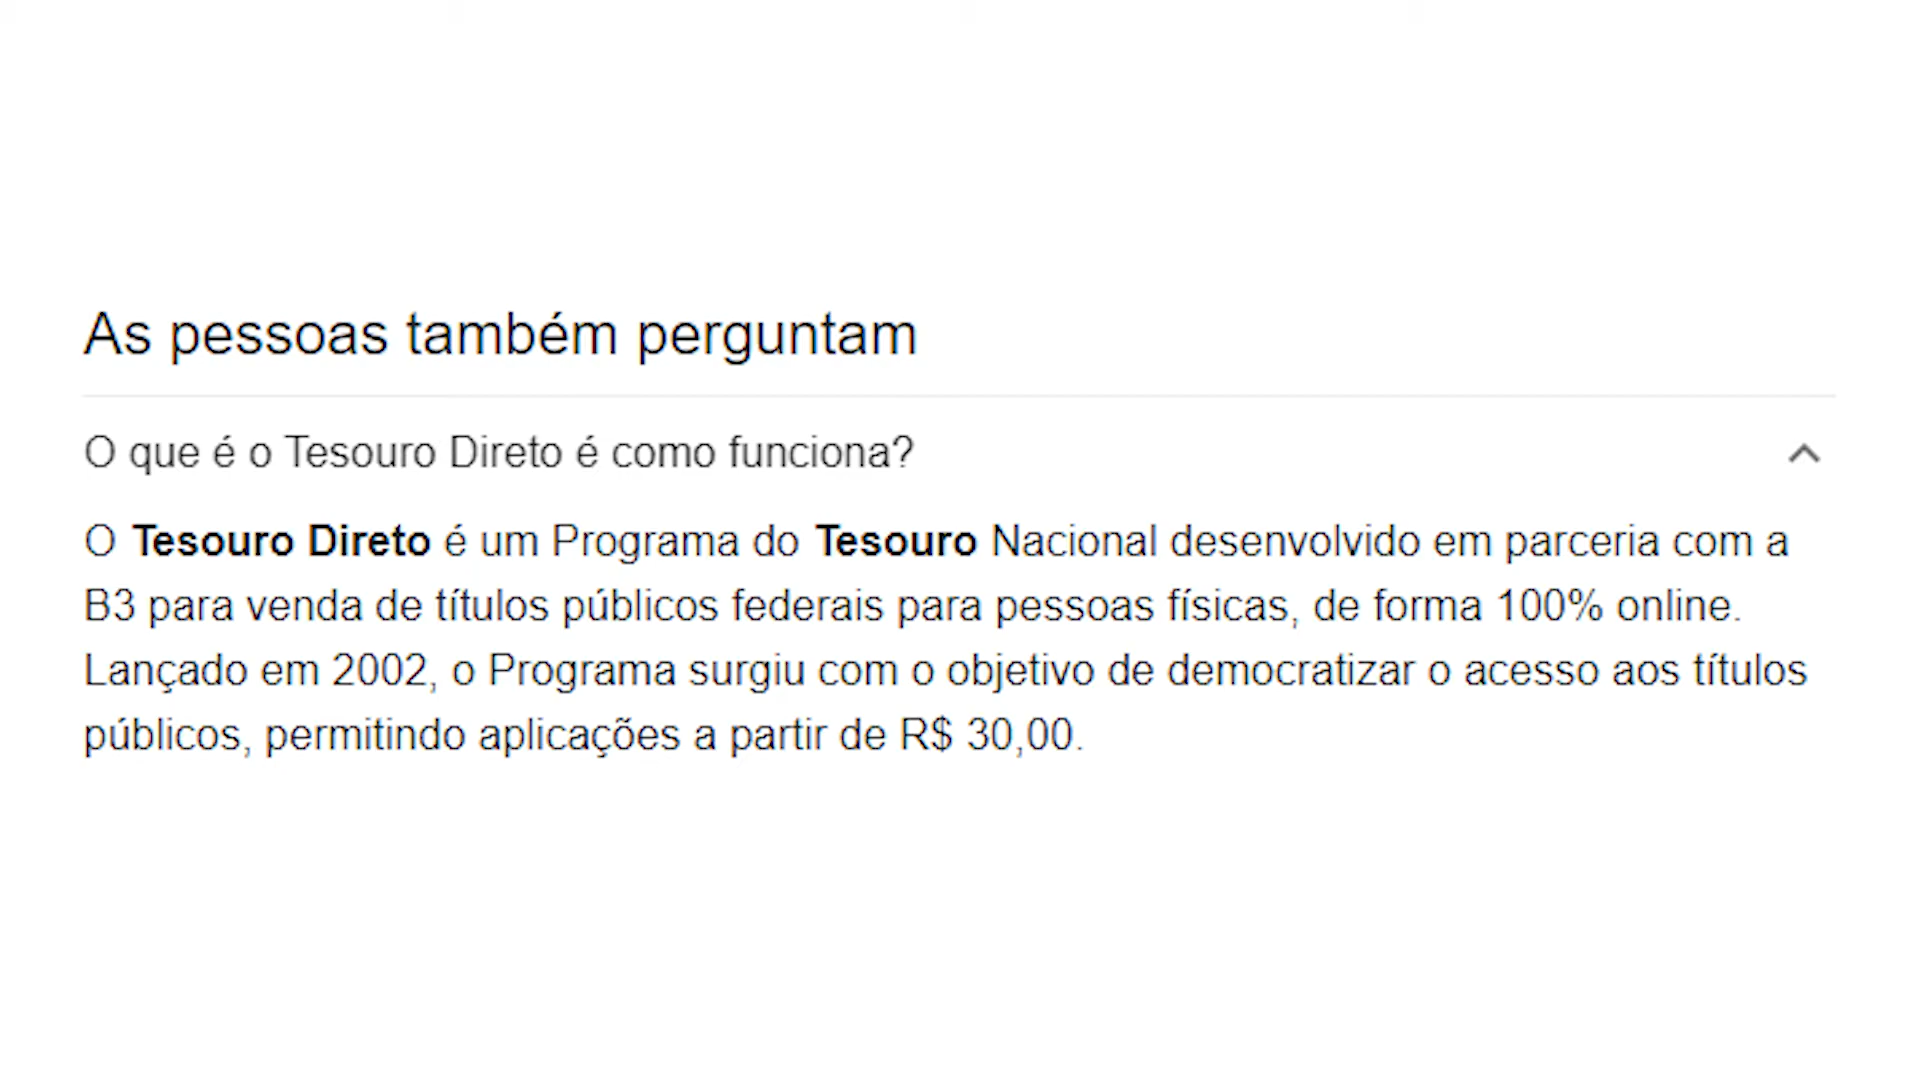 As pessoas também perguntam
O que é o Tesouro Direto é como funciona?
O Tesouro Direto é um Programa do Tesouro Nacional desenvolvido em parceria com a
B3 para venda de títulos públicos federais para pessoas físicas, de forma 100% online.
Lançado em 2002, o Programa surgiu com o objetivo de democratizar o acesso aos títulos
públicos, permitindo aplicações a partir de R$ 30,00.